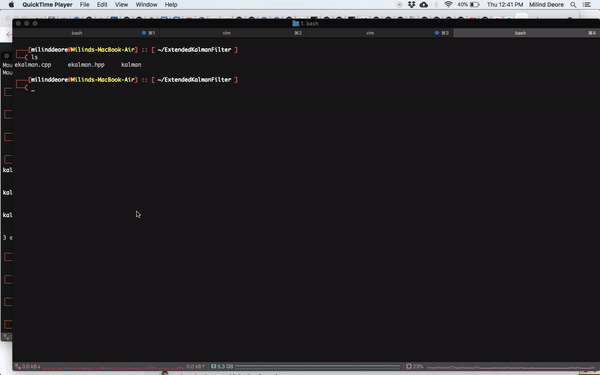 QuickTime Player File Edit View Window Help 40% Thu 12:41 PM Milind Deore
1. bash
bash ⌘1 vim ⌘2 vim ⌘3 bash ⌘4
[milinddeore@Milinds-MacBook-Air] :: [ ~/ExtendedKalmanFilter ]
ls
ekalman.cpp ekalman.hpp kalman
[milinddeore@Milinds-MacBook-Air] :: [ ~/ExtendedKalmanFilter ]
_
Mou
Mou
kal
kal
kal
3 e
0.0 kB↓ 0.0 kB↑ 5.3 GB 23%